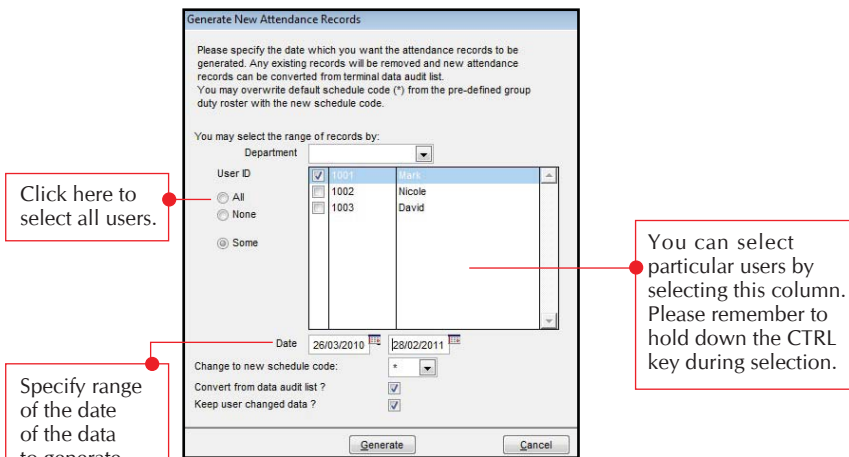 Generate New Attendance Records
Please specify the date which you want the attendance records to be
generated. Any existing records will be removed and new attendance
records can be converted from terminal data audit list.
You may overwrite default schedule code (*) from the pre-defined group
duty roster with the new schedule code.
You may select the range of records by:
Department
User ID
1001 Mark
All
1002 Nicole
None
1003 David
Some
Click here to
select all users.
You can select
particular users by
selecting this column.
Please remember to
hold down the CTRL
key during selection.
Date 26/03/2010 28/02/2011
Change to new schedule code: *
Convert from data audit list ?
Keep user changed data ?
Specify range
of the date
of the data
to generate
Generate Cancel